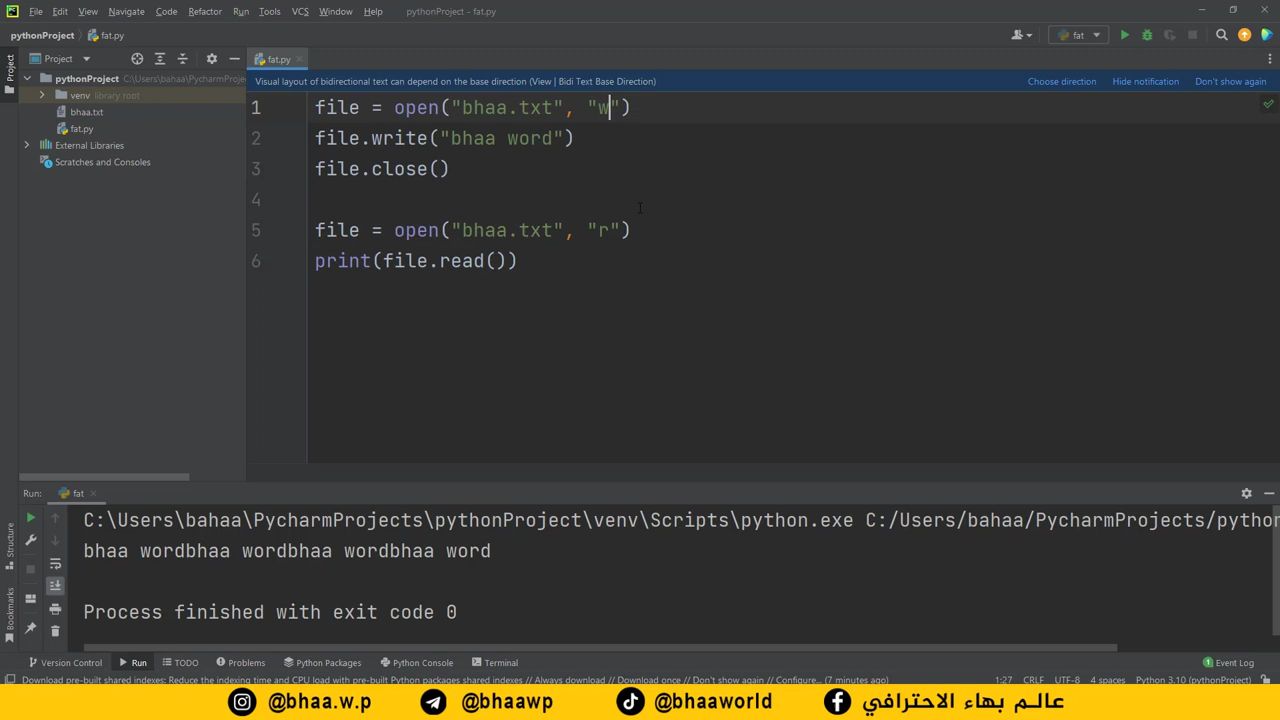 File Edit View Navigate Code Refactor Run Tools VCS Window Help pythonProject - fat.py
pythonProject fat.py fat
Project fat.py
Visual layout of bidirectional text can depend on the base direction (View | Bidi Text Base Direction) Choose direction Hide notification Don't show again
Project
pythonProject C:\Users\bahaa\PycharmProje
venv library root
bhaa.txt
fat.py
External Libraries
Scratches and Consoles
1 file = open("bhaa.txt", "w")
2 file.write("bhaa word")
3 file.close()
4
5 file = open("bhaa.txt", "r")
6 print(file.read())
Run: fat
C:\Users\bahaa\PycharmProjects\pythonProject\venv\Scripts\python.exe C:/Users/bahaa/PycharmProjects/python
bhaa wordbhaa wordbhaa wordbhaa word
Process finished with exit code 0
Structure
Bookmarks
Version Control Run TODO Problems Python Packages Python Console Terminal 1 Event Log
Download pre-built shared indexes: Reduce the indexing time and CPU load with pre-built Python packages shared indexes // Always download // Download once // Don't show again // Configure... (7 minutes ago) 1:27 CRLF UTF-8 4 spaces Python 3.10 (pythonProject)
@bhaa.w.p @bhaawp @bhaaworld عالم بهاء الاحترافي